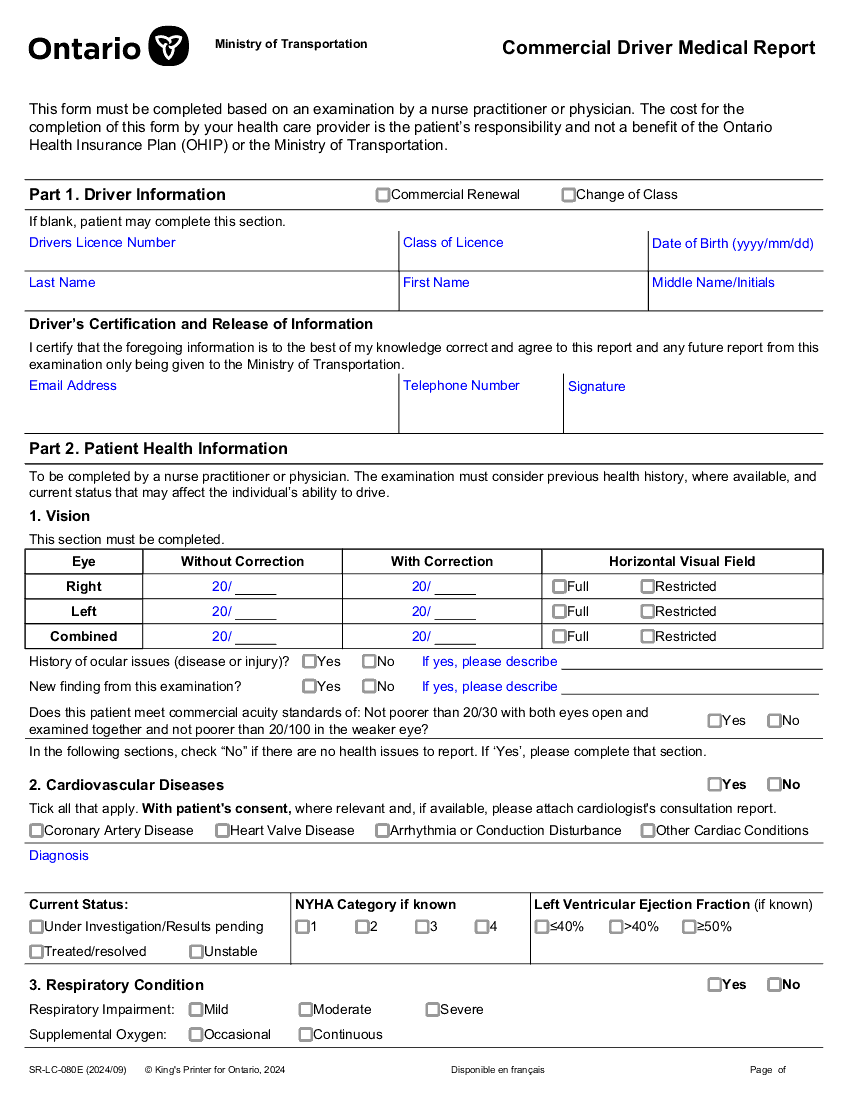 Ontario
Ministry of Transportation
Commercial Driver Medical Report
This form must be completed based on an examination by a nurse practitioner or physician. The cost for the
completion of this form by your health care provider is the patient's responsibility and not a benefit of the Ontario
Health Insurance Plan (OHIP) or the Ministry of Transportation.
Part 1. Driver Information Commercial Renewal Change of Class
If blank, patient may complete this section.
Drivers Licence Number Class of Licence Date of Birth (yyyy/mm/dd)
Last Name First Name Middle Name/Initials
Driver's Certification and Release of Information
I certify that the foregoing information is to the best of my knowledge correct and agree to this report and any future report from this
examination only being given to the Ministry of Transportation.
Email Address Telephone Number Signature
Part 2. Patient Health Information
To be completed by a nurse practitioner or physician. The examination must consider previous health history, where available, and
current status that may affect the individual's ability to drive.
1. Vision
This section must be completed.
Eye Without Correction With Correction Horizontal Visual Field
Right 20/ _____ 20/ _____ Full Restricted
Left 20/ _____ 20/ _____ Full Restricted
Combined 20/ _____ 20/ _____ Full Restricted
History of ocular issues (disease or injury)? Yes No If yes, please describe
New finding from this examination? Yes No If yes, please describe
Does this patient meet commercial acuity standards of: Not poorer than 20/30 with both eyes open and
examined together and not poorer than 20/100 in the weaker eye? Yes No
In the following sections, check “No” if there are no health issues to report. If ‘Yes’, please complete that section.
2. Cardiovascular Diseases Yes No
Tick all that apply. With patient's consent, where relevant and, if available, please attach cardiologist's consultation report.
Coronary Artery Disease Heart Valve Disease Arrhythmia or Conduction Disturbance Other Cardiac Conditions
Diagnosis
Current Status: NYHA Category if known Left Ventricular Ejection Fraction (if known)
Under Investigation/Results pending 1 2 3 4 ≤40% >40% ≥50%
Treated/resolved Unstable
3. Respiratory Condition Yes No
Respiratory Impairment: Mild Moderate Severe
Supplemental Oxygen: Occasional Continuous
SR-LC-080E (2024/09) © King's Printer for Ontario, 2024 Disponible en français Page of